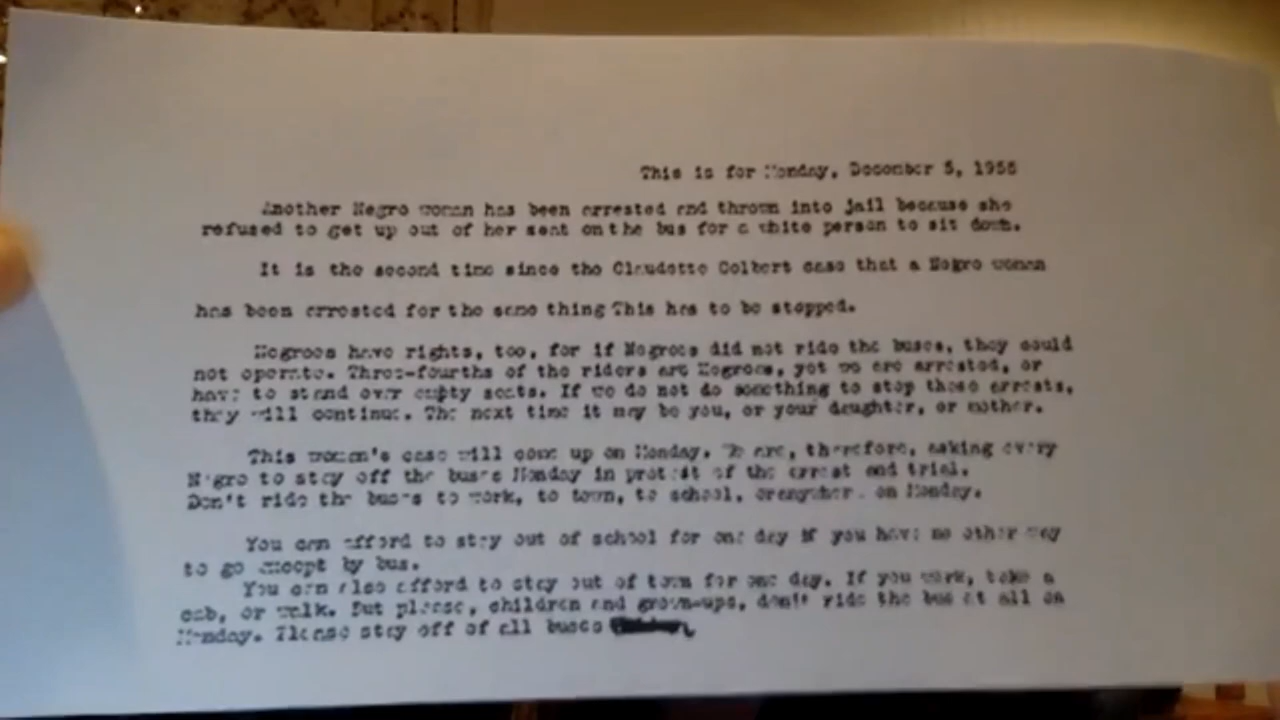 This is for Monday, December 5, 1955
Another Negro woman has been arrested and thrown into jail because she
refused to get up out of her seat on the bus for a white person to sit down.
It is the second time since the Claudette Colbert case that a Negro woman
has been arrested for the same thing This has to be stopped.
Negroes have rights, too, for if Negroes did not ride the buses, they could
not operate. Three-fourths of the riders are Negroes, yet we are arrested, or
have to stand over empty seats. If we do not do something to stop these arrests,
they will continue. The next time it may be you, or your daughter, or mother.
This woman's case will come up on Monday. We are, therefore, asking every
Negro to stay off the buses Monday in protest of the arrest and trial.
Don't ride the buses to work, to town, to school, or anywhere on Monday.
You can afford to stay out of school for one day if you have no other way
to go except by bus.
You can also afford to stay out of town for one day. If you work, take a
cab, or walk. But please, children and grown-ups, don't ride the bus at all on
Monday. Please stay off of all buses